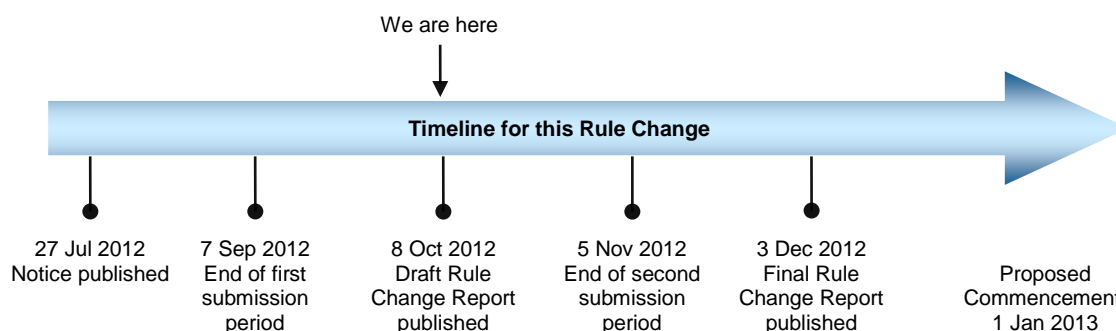 We are here
Timeline for this Rule Change
27 Jul 2012
Notice published
7 Sep 2012
End of first
submission
period
8 Oct 2012
Draft Rule
Change Report
published
5 Nov 2012
End of second
submission
period
3 Dec 2012
Final Rule
Change Report
published
Proposed
Commencement
1 Jan 2013